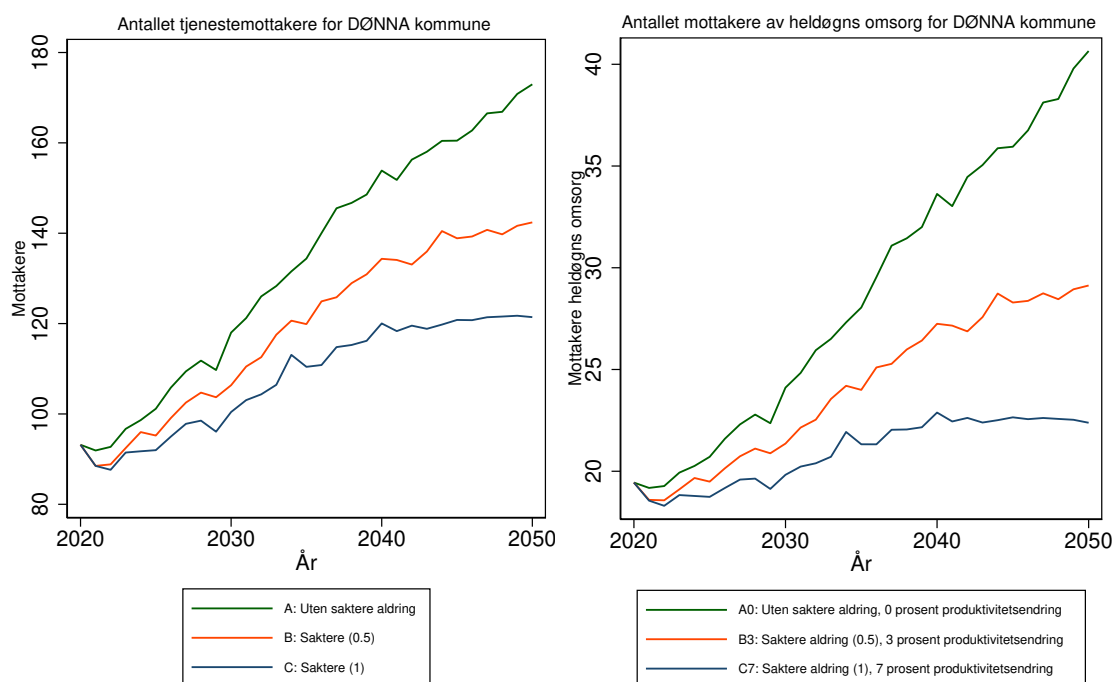 Antallet tjenestemottakere for DØNNA kommune
Mottakere
180
160
140
120
100
80
2020 2030 2040 2050
År
A: Uten saktere aldring
B: Saktere (0.5)
C: Saktere (1)
Antallet mottakere av heldøgns omsorg for DØNNA kommune
Mottakere heldøgns omsorg
40
35
30
25
20
2020 2030 2040 2050
År
A0: Uten saktere aldring, 0 prosent produktivitetsendring
B3: Saktere aldring (0.5), 3 prosent produktivitetsendring
C7: Saktere aldring (1), 7 prosent produktivitetsendring